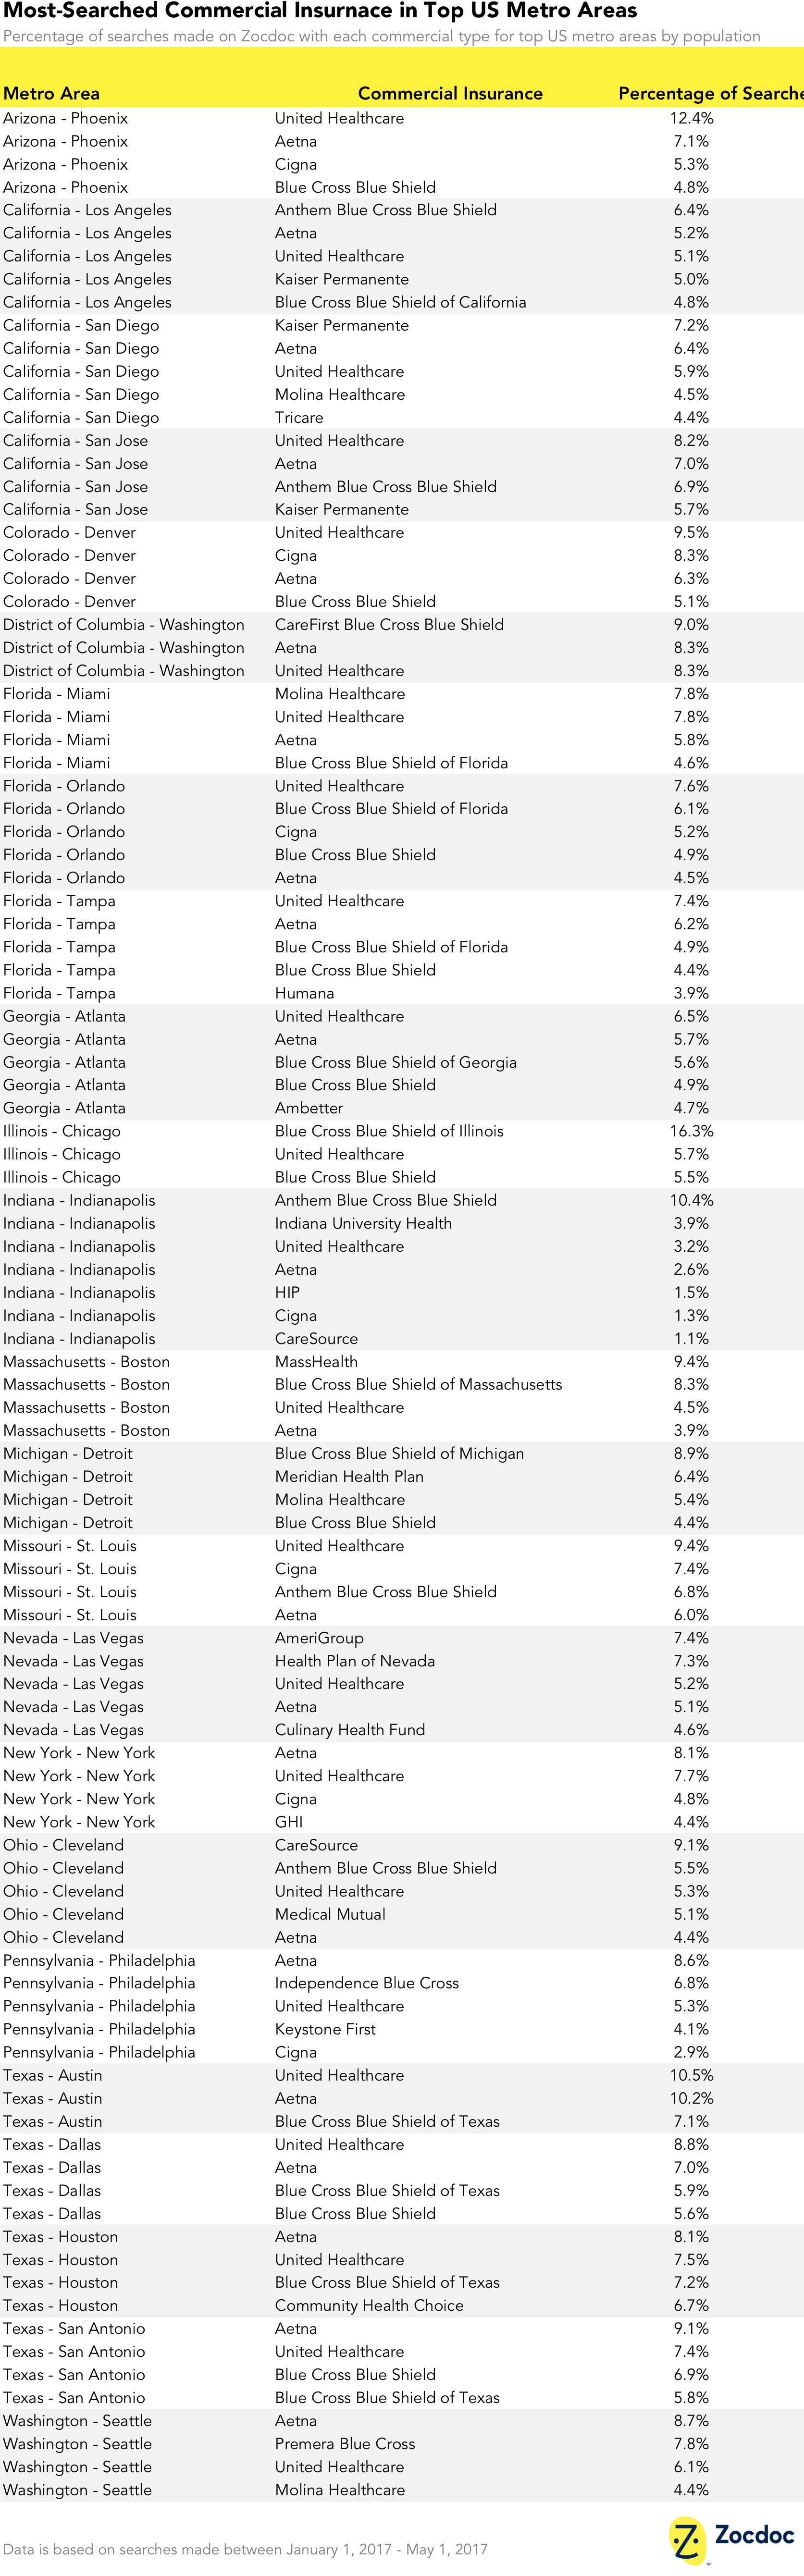 Most-Searched Commercial Insurnace in Top US Metro Areas
Percentage of searches made on Zocdoc with each commercial type for top US metro areas by population
Metro Area Commercial Insurance Percentage of Searche
Arizona - Phoenix United Healthcare 12.4%
Arizona - Phoenix Aetna 7.1%
Arizona - Phoenix Cigna 5.3%
Arizona - Phoenix Blue Cross Blue Shield 4.8%
California - Los Angeles Anthem Blue Cross Blue Shield 6.4%
California - Los Angeles Aetna 5.2%
California - Los Angeles United Healthcare 5.1%
California - Los Angeles Kaiser Permanente 5.0%
California - Los Angeles Blue Cross Blue Shield of California 4.8%
California - San Diego Kaiser Permanente 7.2%
California - San Diego Aetna 6.4%
California - San Diego United Healthcare 5.9%
California - San Diego Molina Healthcare 4.5%
California - San Diego Tricare 4.4%
California - San Jose United Healthcare 8.2%
California - San Jose Aetna 7.0%
California - San Jose Anthem Blue Cross Blue Shield 6.9%
California - San Jose Kaiser Permanente 5.7%
Colorado - Denver United Healthcare 9.5%
Colorado - Denver Cigna 8.3%
Colorado - Denver Aetna 6.3%
Colorado - Denver Blue Cross Blue Shield 5.1%
District of Columbia - Washington CareFirst Blue Cross Blue Shield 9.0%
District of Columbia - Washington Aetna 8.3%
District of Columbia - Washington United Healthcare 8.3%
Florida - Miami Molina Healthcare 7.8%
Florida - Miami United Healthcare 7.8%
Florida - Miami Aetna 5.8%
Florida - Miami Blue Cross Blue Shield of Florida 4.6%
Florida - Orlando United Healthcare 7.6%
Florida - Orlando Blue Cross Blue Shield of Florida 6.1%
Florida - Orlando Cigna 5.2%
Florida - Orlando Blue Cross Blue Shield 4.9%
Florida - Orlando Aetna 4.5%
Florida - Tampa United Healthcare 7.4%
Florida - Tampa Aetna 6.2%
Florida - Tampa Blue Cross Blue Shield of Florida 4.9%
Florida - Tampa Blue Cross Blue Shield 4.4%
Florida - Tampa Humana 3.9%
Georgia - Atlanta United Healthcare 6.5%
Georgia - Atlanta Aetna 5.7%
Georgia - Atlanta Blue Cross Blue Shield of Georgia 5.6%
Georgia - Atlanta Blue Cross Blue Shield 4.9%
Georgia - Atlanta Ambetter 4.7%
Illinois - Chicago Blue Cross Blue Shield of Illinois 16.3%
Illinois - Chicago United Healthcare 5.7%
Illinois - Chicago Blue Cross Blue Shield 5.5%
Indiana - Indianapolis Anthem Blue Cross Blue Shield 10.4%
Indiana - Indianapolis Indiana University Health 3.9%
Indiana - Indianapolis United Healthcare 3.2%
Indiana - Indianapolis Aetna 2.6%
Indiana - Indianapolis HIP 1.5%
Indiana - Indianapolis Cigna 1.3%
Indiana - Indianapolis CareSource 1.1%
Massachusetts - Boston MassHealth 9.4%
Massachusetts - Boston Blue Cross Blue Shield of Massachusetts 8.3%
Massachusetts - Boston United Healthcare 4.5%
Massachusetts - Boston Aetna 3.9%
Michigan - Detroit Blue Cross Blue Shield of Michigan 8.9%
Michigan - Detroit Meridian Health Plan 6.4%
Michigan - Detroit Molina Healthcare 5.4%
Michigan - Detroit Blue Cross Blue Shield 4.4%
Missouri - St. Louis United Healthcare 9.4%
Missouri - St. Louis Cigna 7.4%
Missouri - St. Louis Anthem Blue Cross Blue Shield 6.8%
Missouri - St. Louis Aetna 6.0%
Nevada - Las Vegas AmeriGroup 7.4%
Nevada - Las Vegas Health Plan of Nevada 7.3%
Nevada - Las Vegas United Healthcare 5.2%
Nevada - Las Vegas Aetna 5.1%
Nevada - Las Vegas Culinary Health Fund 4.6%
New York - New York Aetna 8.1%
New York - New York United Healthcare 7.7%
New York - New York Cigna 4.8%
New York - New York GHI 4.4%
Ohio - Cleveland CareSource 9.1%
Ohio - Cleveland Anthem Blue Cross Blue Shield 5.5%
Ohio - Cleveland United Healthcare 5.3%
Ohio - Cleveland Medical Mutual 5.1%
Ohio - Cleveland Aetna 4.4%
Pennsylvania - Philadelphia Aetna 8.6%
Pennsylvania - Philadelphia Independence Blue Cross 6.8%
Pennsylvania - Philadelphia United Healthcare 5.3%
Pennsylvania - Philadelphia Keystone First 4.1%
Pennsylvania - Philadelphia Cigna 2.9%
Texas - Austin United Healthcare 10.5%
Texas - Austin Aetna 10.2%
Texas - Austin Blue Cross Blue Shield of Texas 7.1%
Texas - Dallas United Healthcare 8.8%
Texas - Dallas Aetna 7.0%
Texas - Dallas Blue Cross Blue Shield of Texas 5.9%
Texas - Dallas Blue Cross Blue Shield 5.6%
Texas - Houston Aetna 8.1%
Texas - Houston United Healthcare 7.5%
Texas - Houston Blue Cross Blue Shield of Texas 7.2%
Texas - Houston Community Health Choice 6.7%
Texas - San Antonio Aetna 9.1%
Texas - San Antonio United Healthcare 7.4%
Texas - San Antonio Blue Cross Blue Shield 6.9%
Texas - San Antonio Blue Cross Blue Shield of Texas 5.8%
Washington - Seattle Aetna 8.7%
Washington - Seattle Premera Blue Cross 7.8%
Washington - Seattle United Healthcare 6.1%
Washington - Seattle Molina Healthcare 4.4%
Zocdoc
Data is based on searches made between January 1, 2017 - May 1, 2017